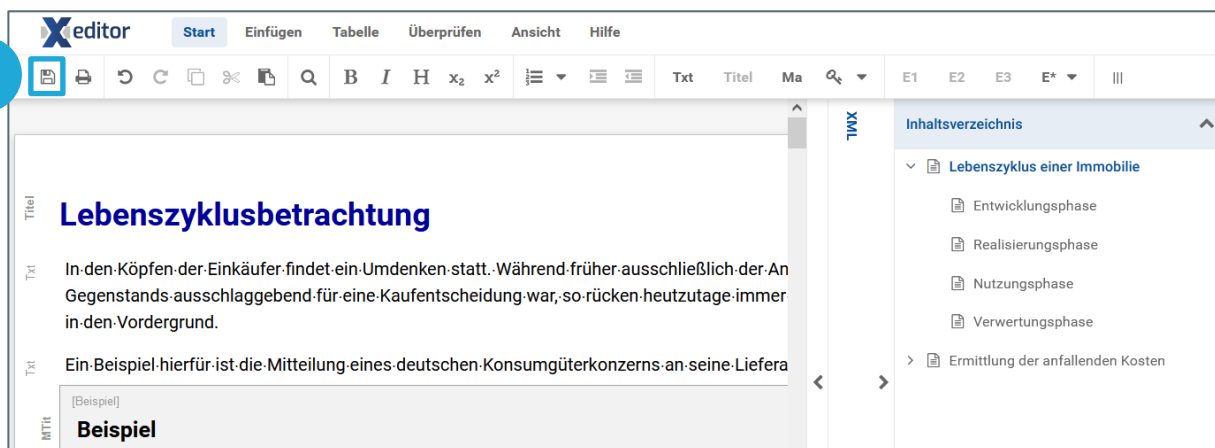 Xeditor Start Einfügen Tabelle Überprüfen Ansicht Hilfe
B I H x₂ x² Txt Titel Ma E1 E2 E3 E*
XML
Inhaltsverzeichnis
Lebenszyklus einer Immobilie
Entwicklungsphase
Realisierungsphase
Nutzungsphase
Verwertungsphase
Ermittlung der anfallenden Kosten
Titel
Lebenszyklusbetrachtung
Txt
In·den·Köpfen·der·Einkäufer·findet·ein·Umdenken·statt.·Während·früher·ausschließlich·der·An
Gegenstands·ausschlaggebend·für·eine·Kaufentscheidung·war,·so·rücken·heutzutage·immer·
in·den·Vordergrund.
Txt
Ein·Beispiel·hierfür·ist·die·Mitteilung·eines·deutschen·Konsumgüterkonzerns·an·seine·Liefera
[Beispiel]
MTit
Beispiel